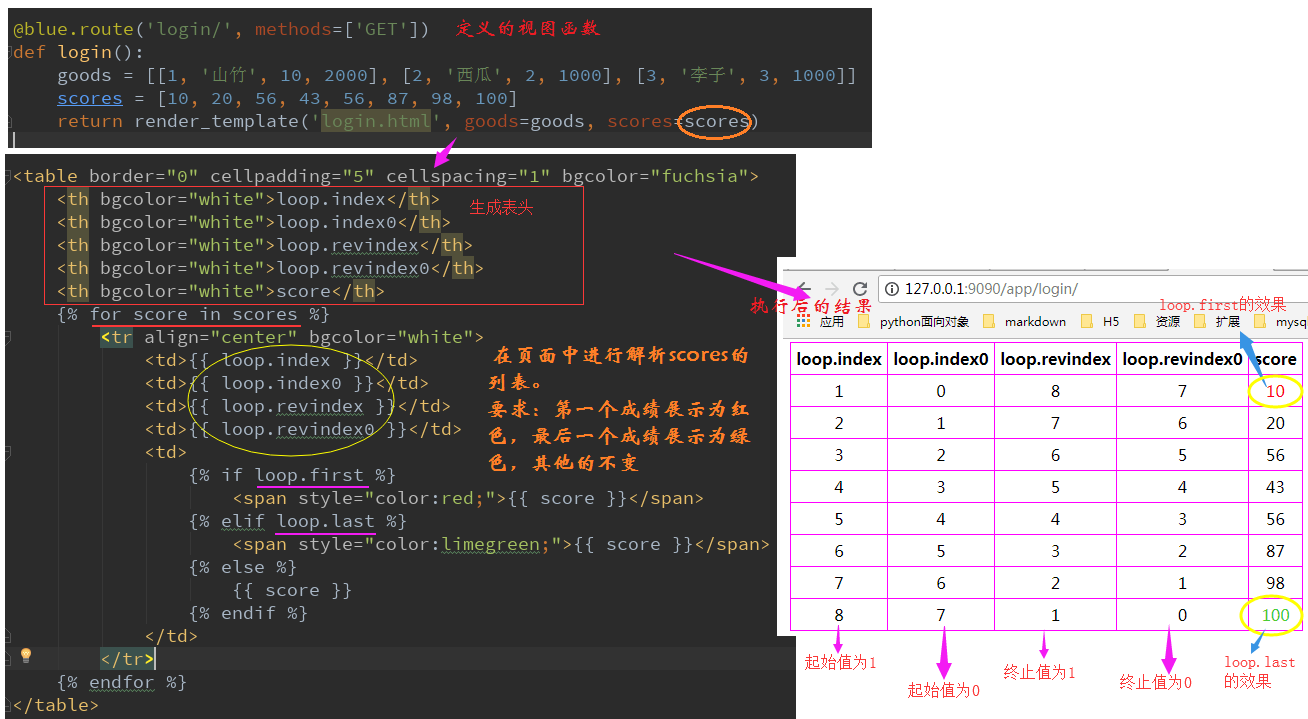 @blue.route('login/', methods=['GET']) 定义的视图函数
def login():
goods = [[1, '山竹', 10, 2000], [2, '西瓜', 2, 1000], [3, '李子', 3, 1000]]
scores = [10, 20, 56, 43, 56, 87, 98, 100]
return render_template('login.html', goods=goods, scores=scores)
<table border="0" cellpadding="5" cellspacing="1" bgcolor="fuchsia">
<th bgcolor="white">loop.index</th>
生成表头
<th bgcolor="white">loop.index0</th>
<th bgcolor="white">loop.revindex</th>
<th bgcolor="white">loop.revindex0</th>
<th bgcolor="white">score</th>
{% for score in scores %}
<tr align="center" bgcolor="white">
<td>{{ loop.index }}</td>
<td>{{ loop.index0 }}</td>
<td>{{ loop.revindex }}</td>
<td>{{ loop.revindex0 }}</td>
<td>
{% if loop.first %}
<span style="color:red;">{{ score }}</span>
{% elif loop.last %}
<span style="color:limegreen;">{{ score }}</span>
{% else %}
{{ score }}
{% endif %}
</td>
</tr>
{% endfor %}
</table>
在页面中进行解析scores的
列表。
要求：第一个成绩展示为红
色，最后一个成绩展示为绿
色，其他的不变
127.0.0.1:9090/app/login/
执行后的结果
loop.first的效果
应用 python面向对象 markdown H5 资源 扩展 mysq
loop.index loop.index0 loop.revindex loop.revindex0 score
1 0 8 7 10
2 1 7 6 20
3 2 6 5 56
4 3 5 4 43
5 4 4 3 56
6 5 3 2 87
7 6 2 1 98
8 7 1 0 100
起始值为1
起始值为0
终止值为1
终止值为0
loop.last
的效果